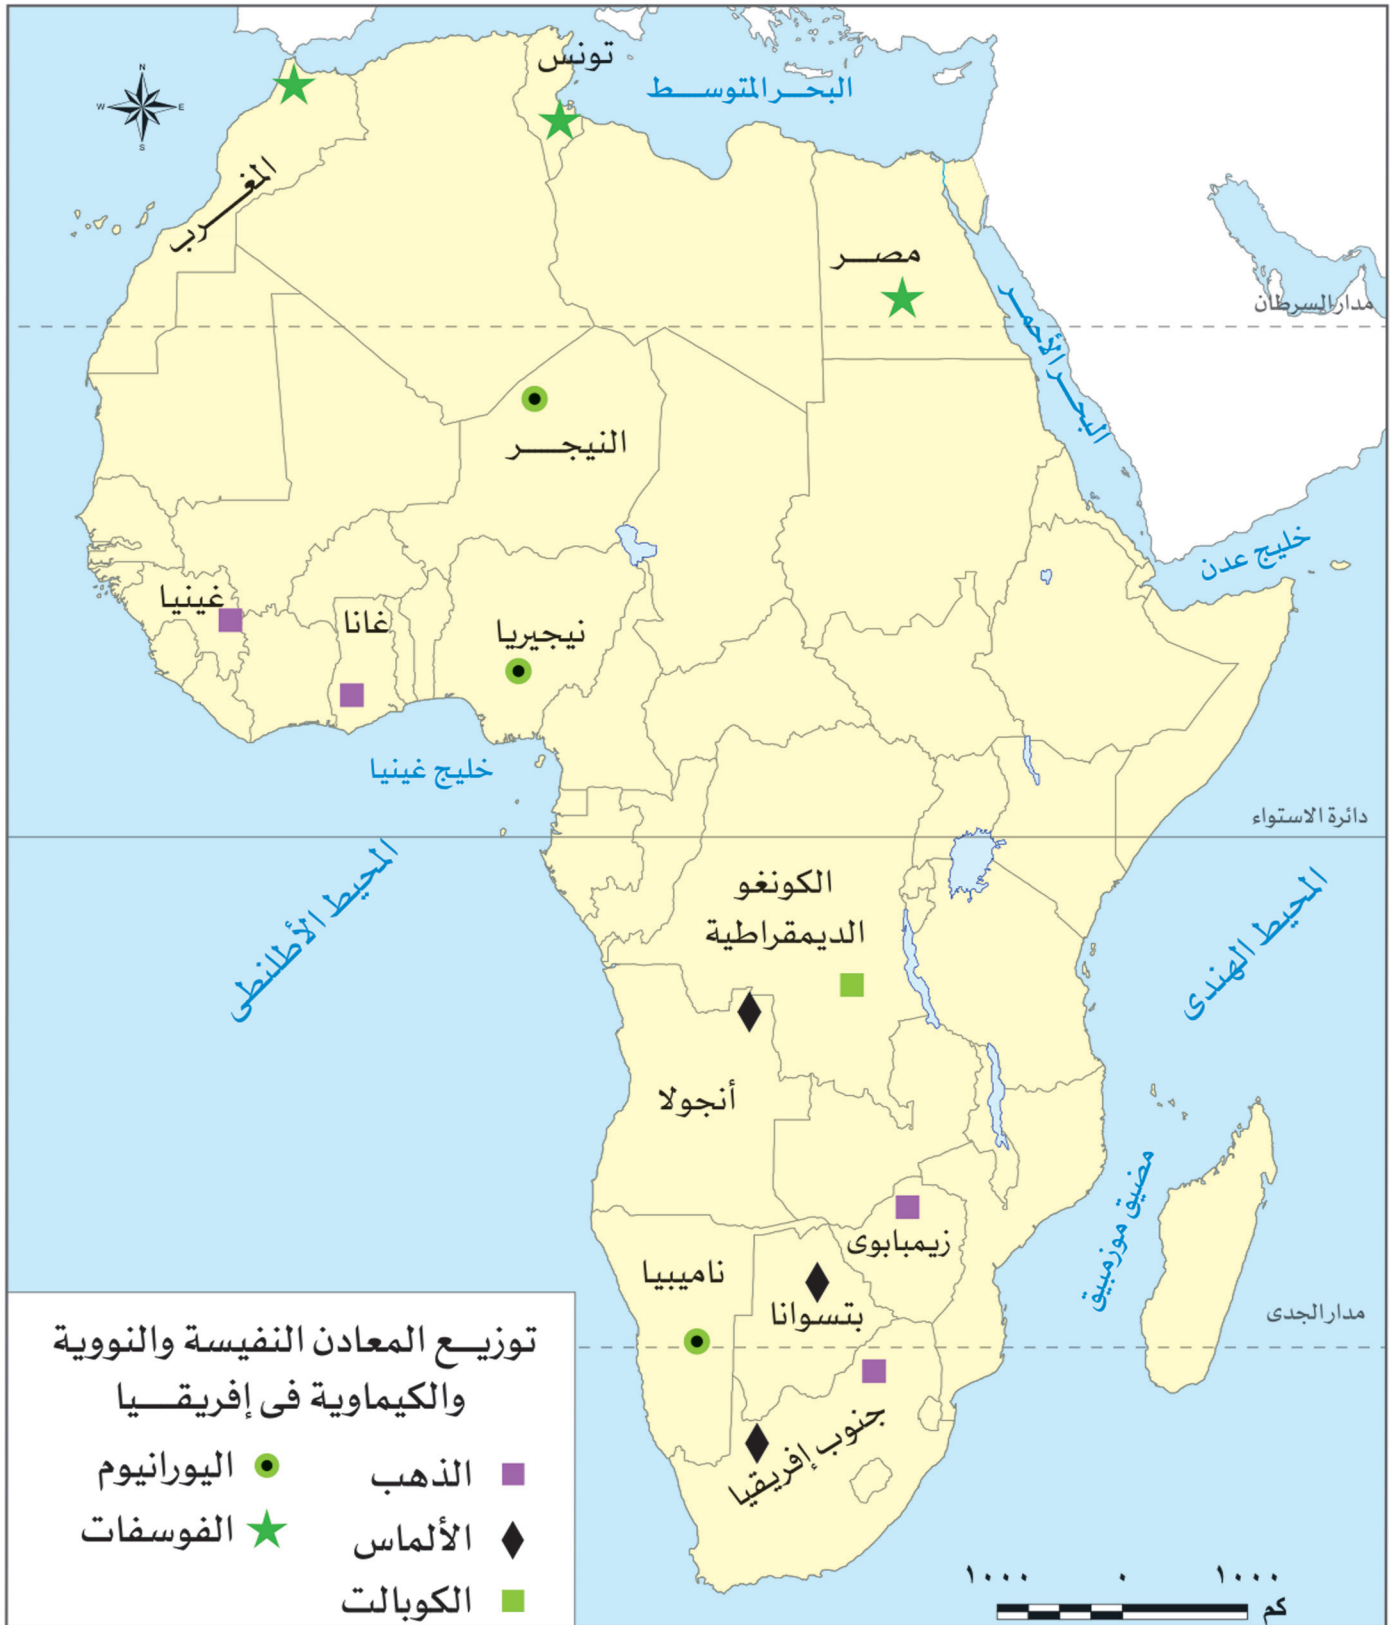 N
W E
S
تونس
البحر المتوسط
المغرب
مصر
مدار السرطان
البحر الأحمر
النيجر
خليج عدن
غينيا
غانا
نيجيريا
خليج غينيا
دائرة الاستواء
المحيط الأطلنطى
الكونغو
الديمقراطية
المحيط الهندى
أنجولا
مضيق موزمبيق
زيمبابوى
ناميبيا
بتسوانا
مدار الجدى
جنوب إفريقيا
توزيع المعادن النفيسة والنووية
والكيماوية فى إفريقيا
الذهب
اليورانيوم
الألماس
الفوسفات
الكوبالت
١٠٠٠ ٠ ١٠٠٠
كم